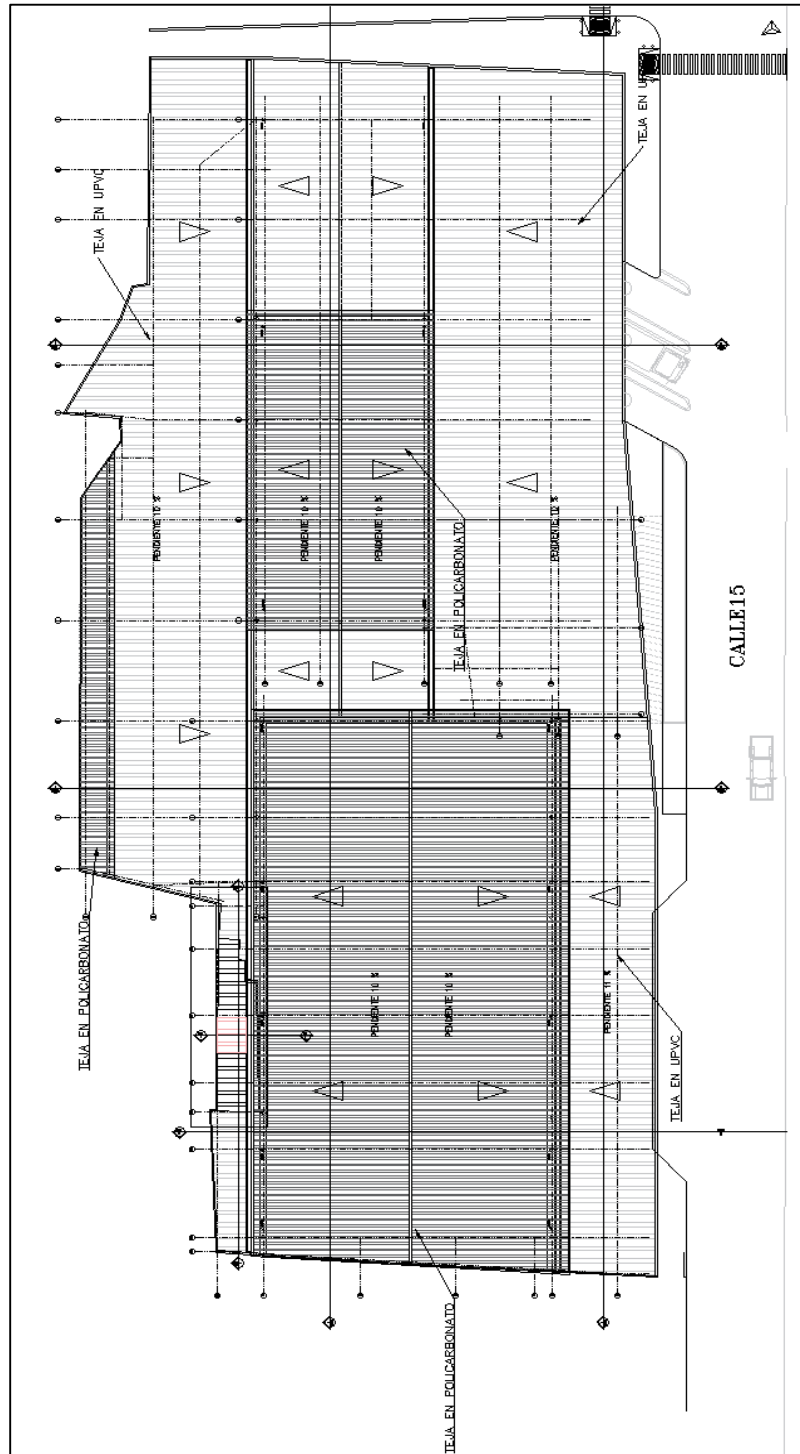 TEJA EN UPVC
TEJA EN UPVC
PENDIENTE 10 %
PENDIENTE 10 %
PENDIENTE 10 %
PENDIENTE 10 %
TEJA EN POLICARBONATO
CALLE15
TEJA EN POLICARBONATO
PENDIENTE 10 %
PENDIENTE 10 %
PENDIENTE 11 %
TEJA EN UPVC
TEJA EN POLICARBONATO